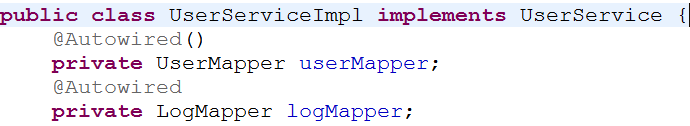 public class UserServiceImpl implements UserService {
@Autowired()
private UserMapper userMapper;
@Autowired
private LogMapper logMapper;